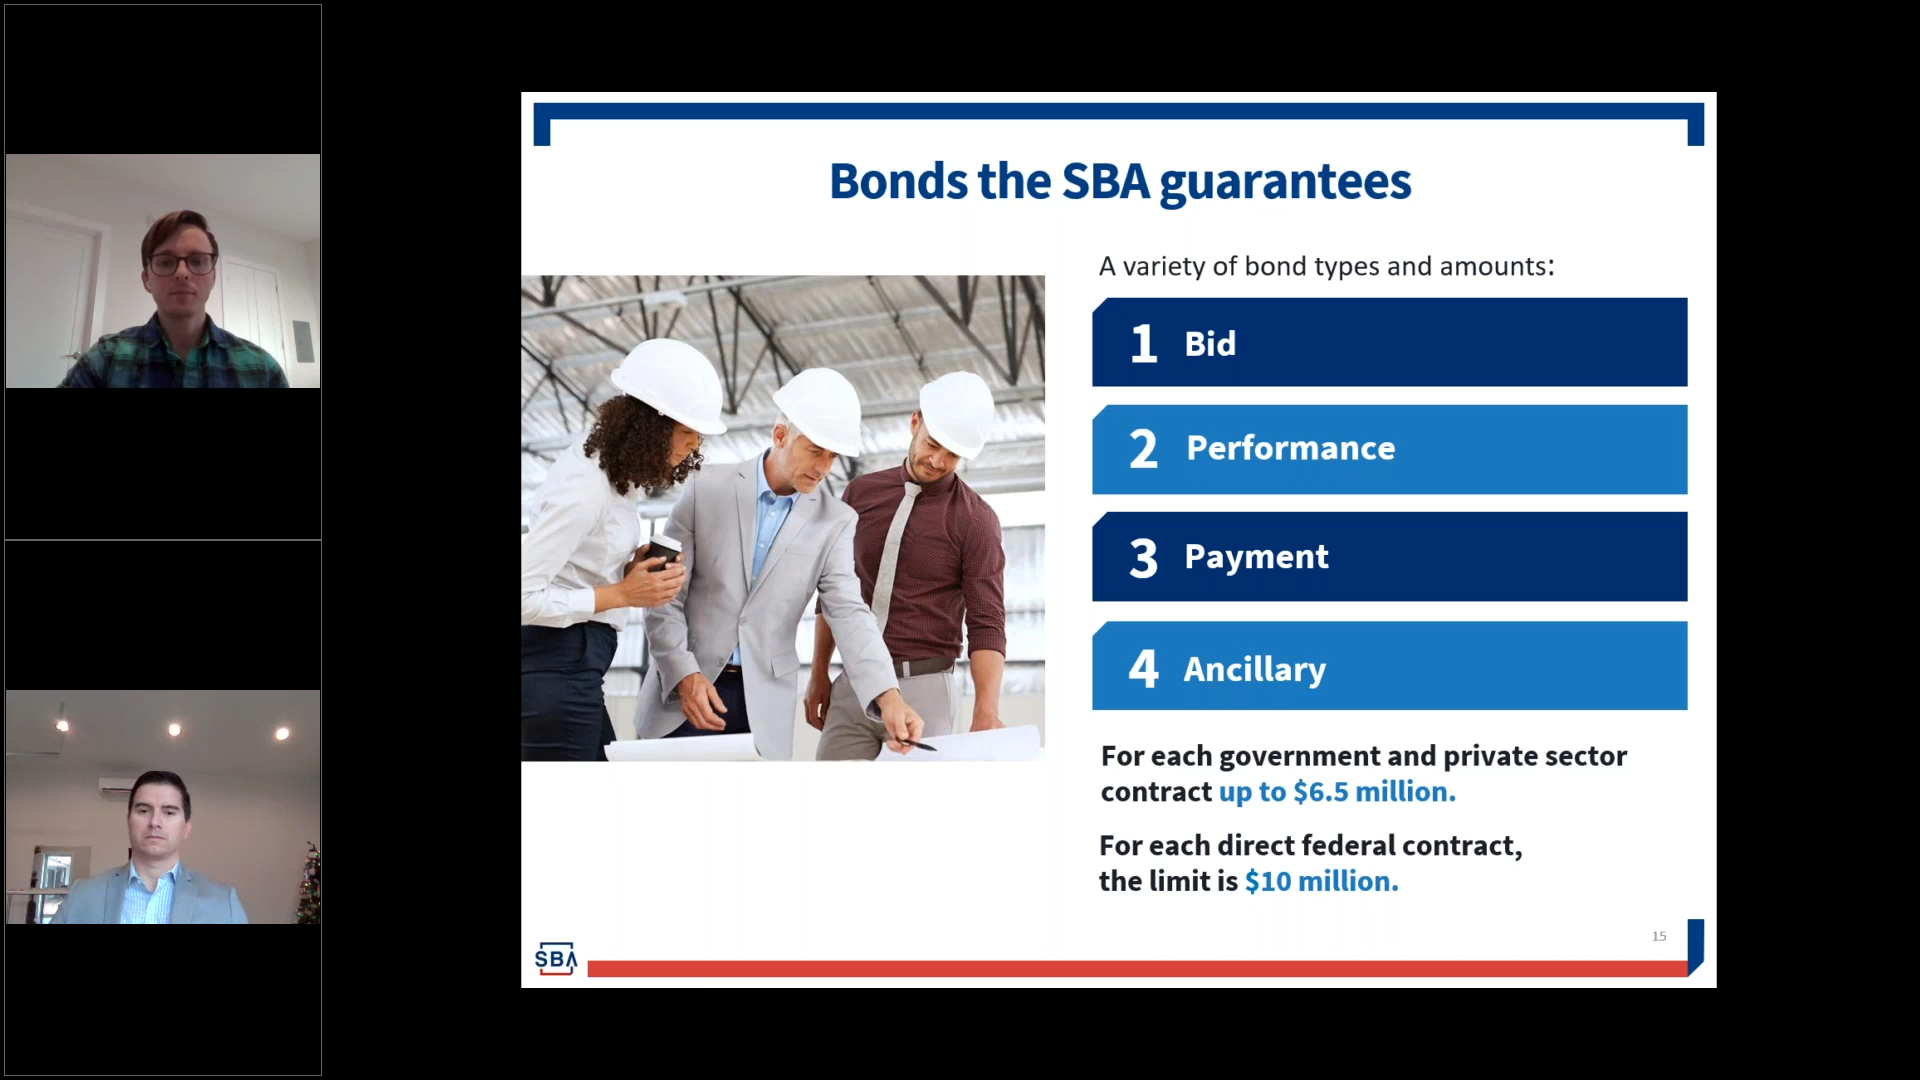 Bonds the SBA guarantees
A variety of bond types and amounts:
1 Bid
2 Performance
3 Payment
4 Ancillary
For each government and private sector
contract up to $6.5 million.
For each direct federal contract,
the limit is $10 million.
15
SBA